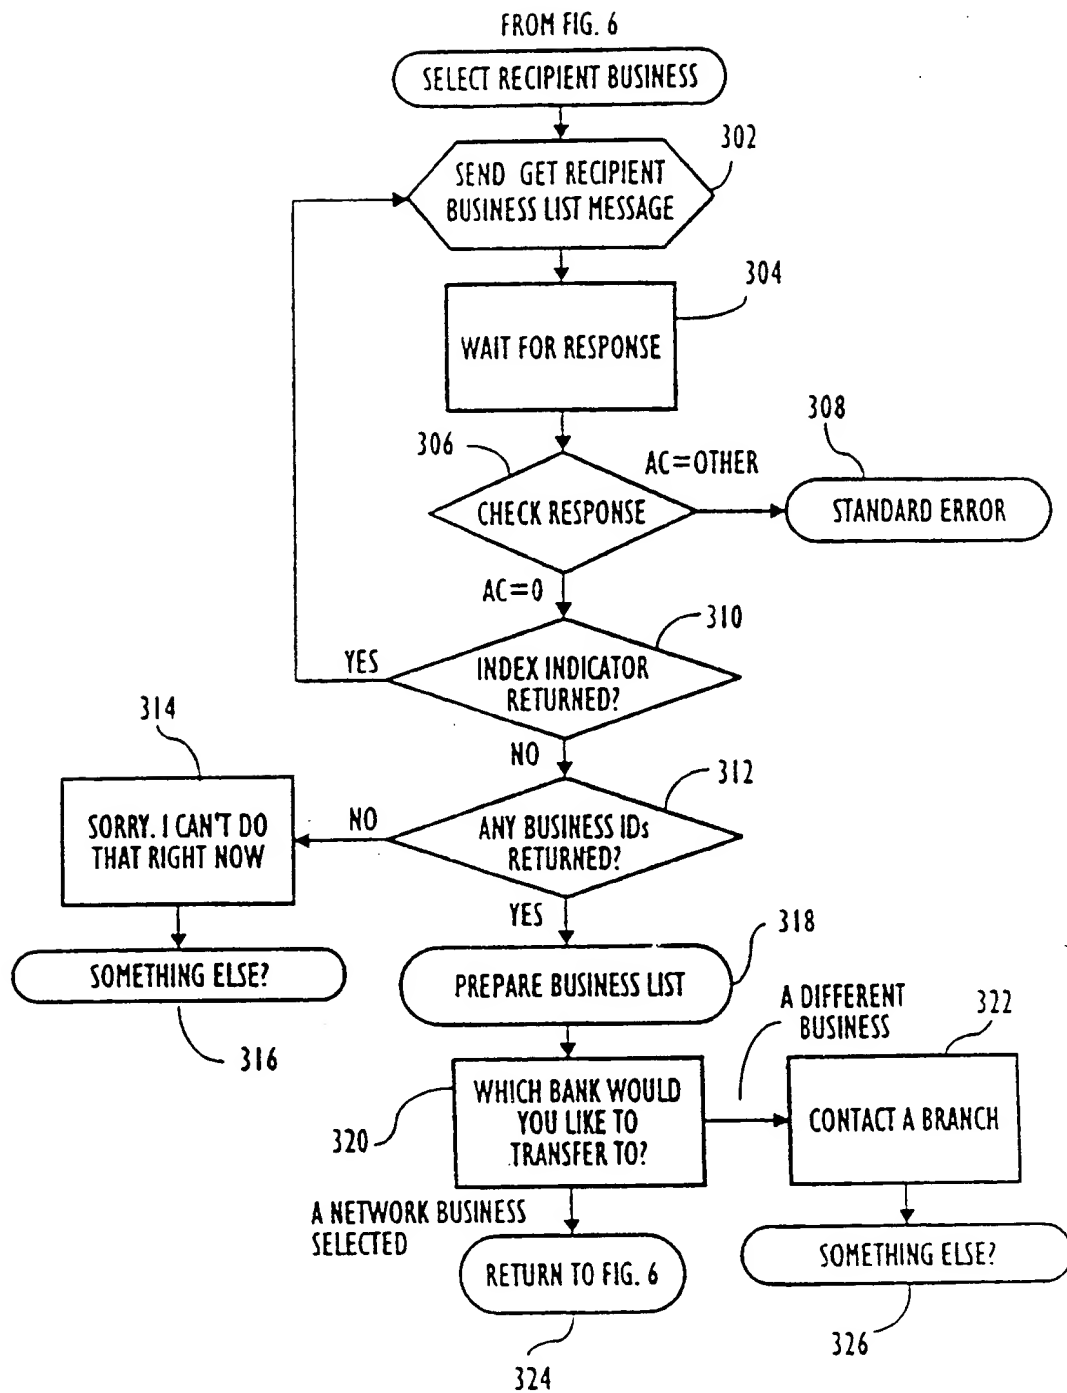 FROM FIG. 6
SELECT RECIPIENT BUSINESS
302
SEND GET RECIPIENT
BUSINESS LIST MESSAGE
304
WAIT FOR RESPONSE
306
AC=OTHER
308
CHECK RESPONSE
STANDARD ERROR
AC=0
310
YES
INDEX INDICATOR
RETURNED?
314
NO
312
SORRY. I CAN'T DO
THAT RIGHT NOW
NO
ANY BUSINESS IDs
RETURNED?
YES
318
SOMETHING ELSE?
PREPARE BUSINESS LIST
316
A DIFFERENT
BUSINESS
322
320
WHICH BANK WOULD
YOU LIKE TO
TRANSFER TO?
CONTACT A BRANCH
A NETWORK BUSINESS
SELECTED
RETURN TO FIG. 6
SOMETHING ELSE?
324
326